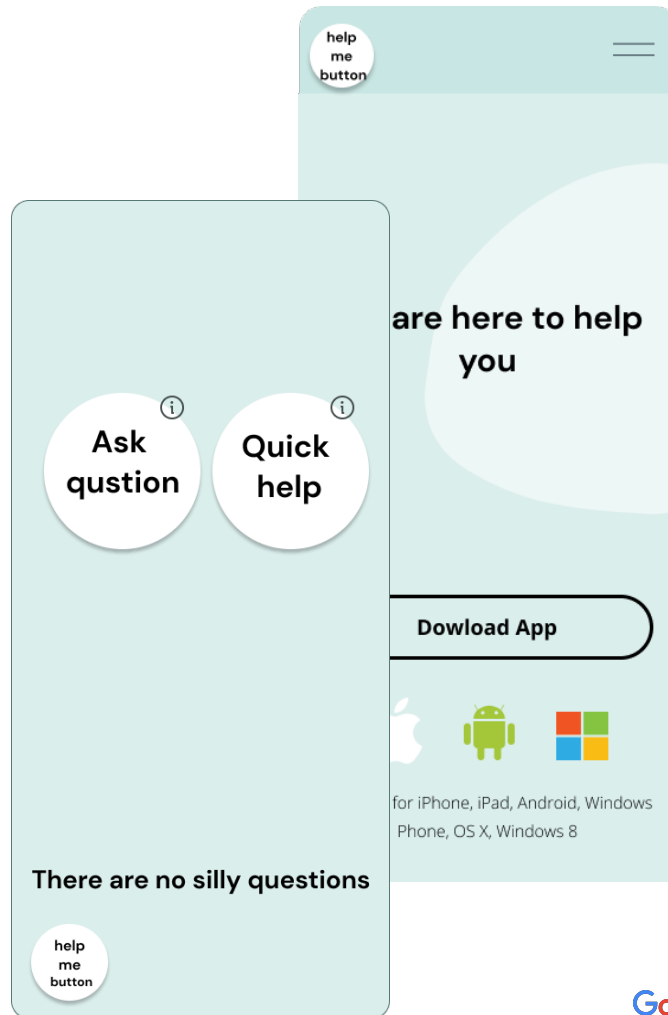 help
me
button
are here to help
you
Ask
qustion
Quick
help
Dowload App
for iPhone, iPad, Android, Windows
Phone, OS X, Windows 8
There are no silly questions
help
me
button
Go